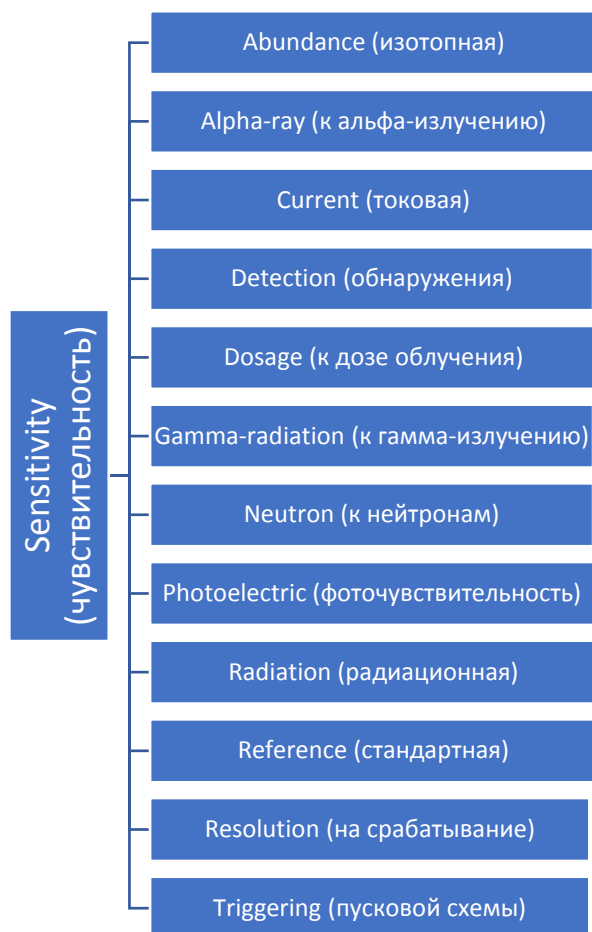 Sensitivity
(чувствительность)
Abundance (изотопная)
Alpha-ray (к альфа-излучению)
Current (токовая)
Detection (обнаружения)
Dosage (к дозе облучения)
Gamma-radiation (к гамма-излучению)
Neutron (к нейтронам)
Photoelectric (фоточувствительность)
Radiation (радиационная)
Reference (стандартная)
Resolution (на срабатывание)
Triggering (пусковой схемы)